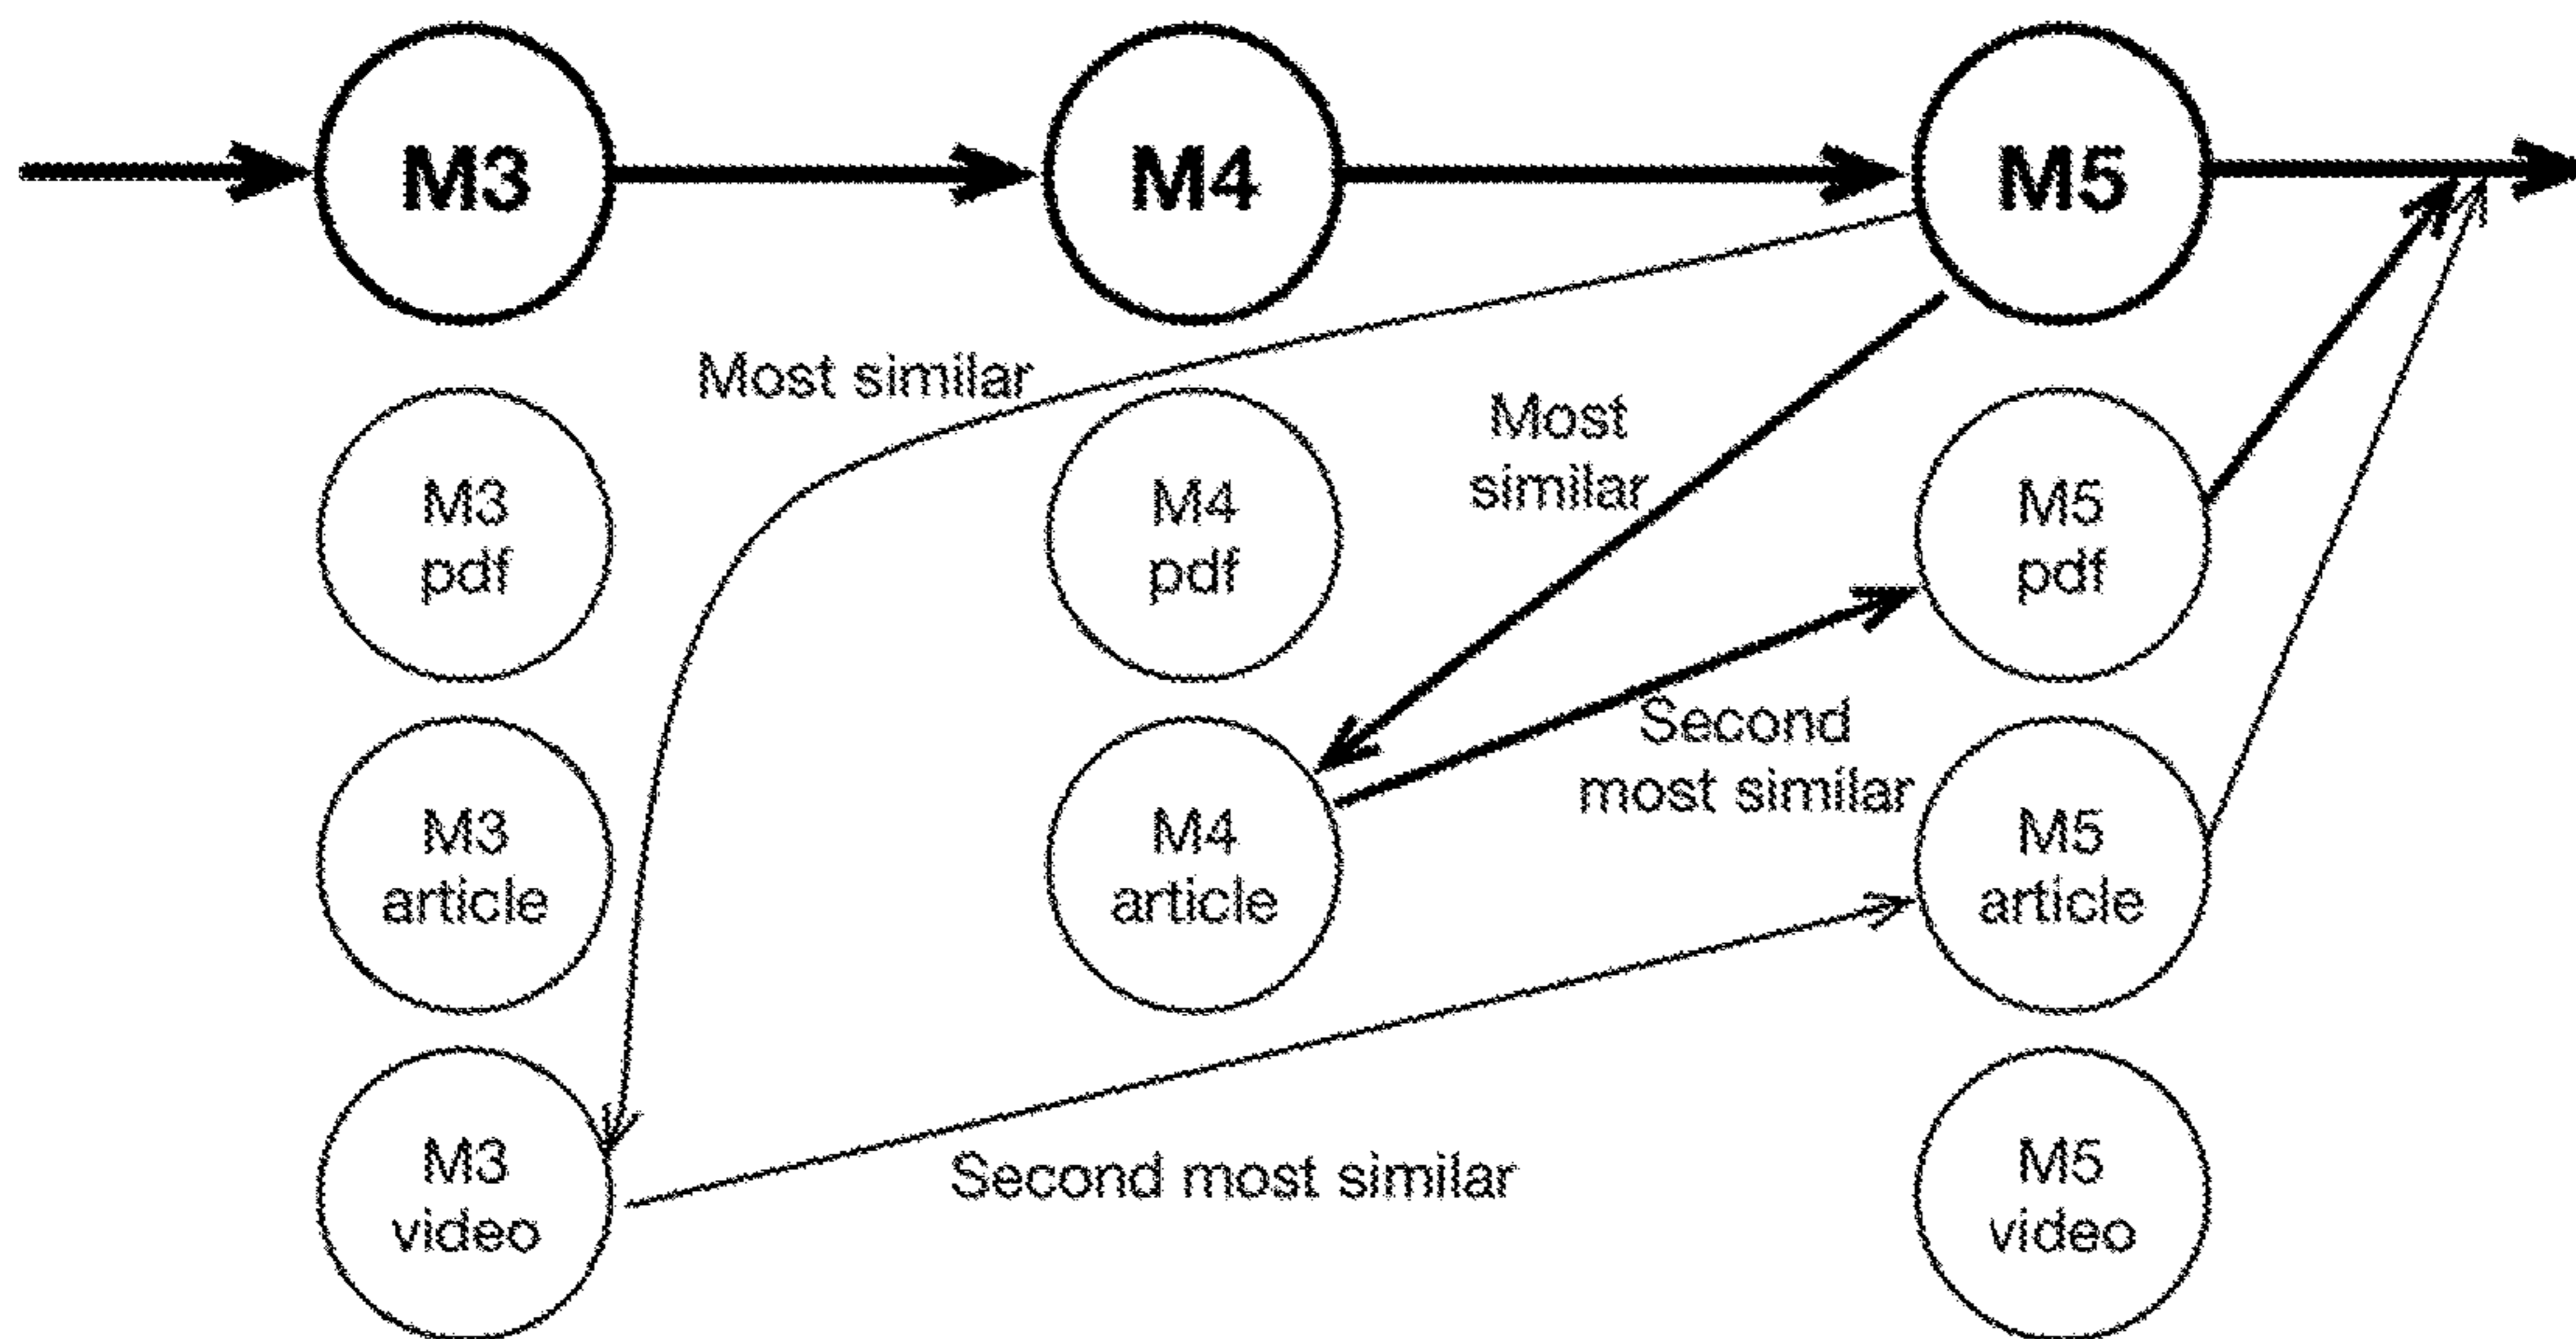 M3
M4
M5
Most similar
Most
similar
M3
pdf
M4
pdf
M5
pdf
Second
most similar
M3
article
M4
article
M5
article
Second most similar
M3
video
M5
video